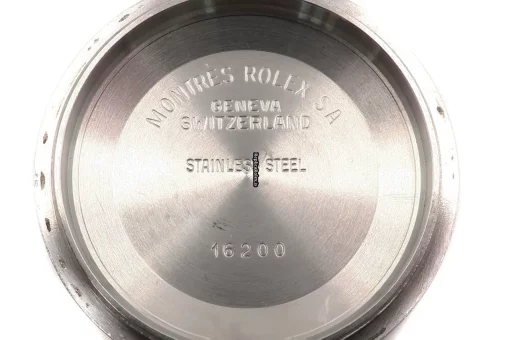 MONTRES ROLEX SA
GENEVA
SWITZERLAND
STAINLESS STEEL
16200